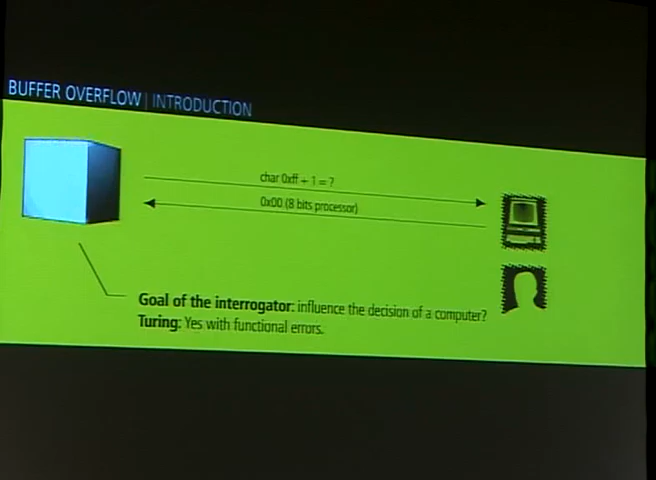 BUFFER OVERFLOW | INTRODUCTION
char 0xff + 1 = ?
0x00 (8 bits processor)
Goal of the interrogator: influence the decision of a computer?
Turing: Yes with functional errors.